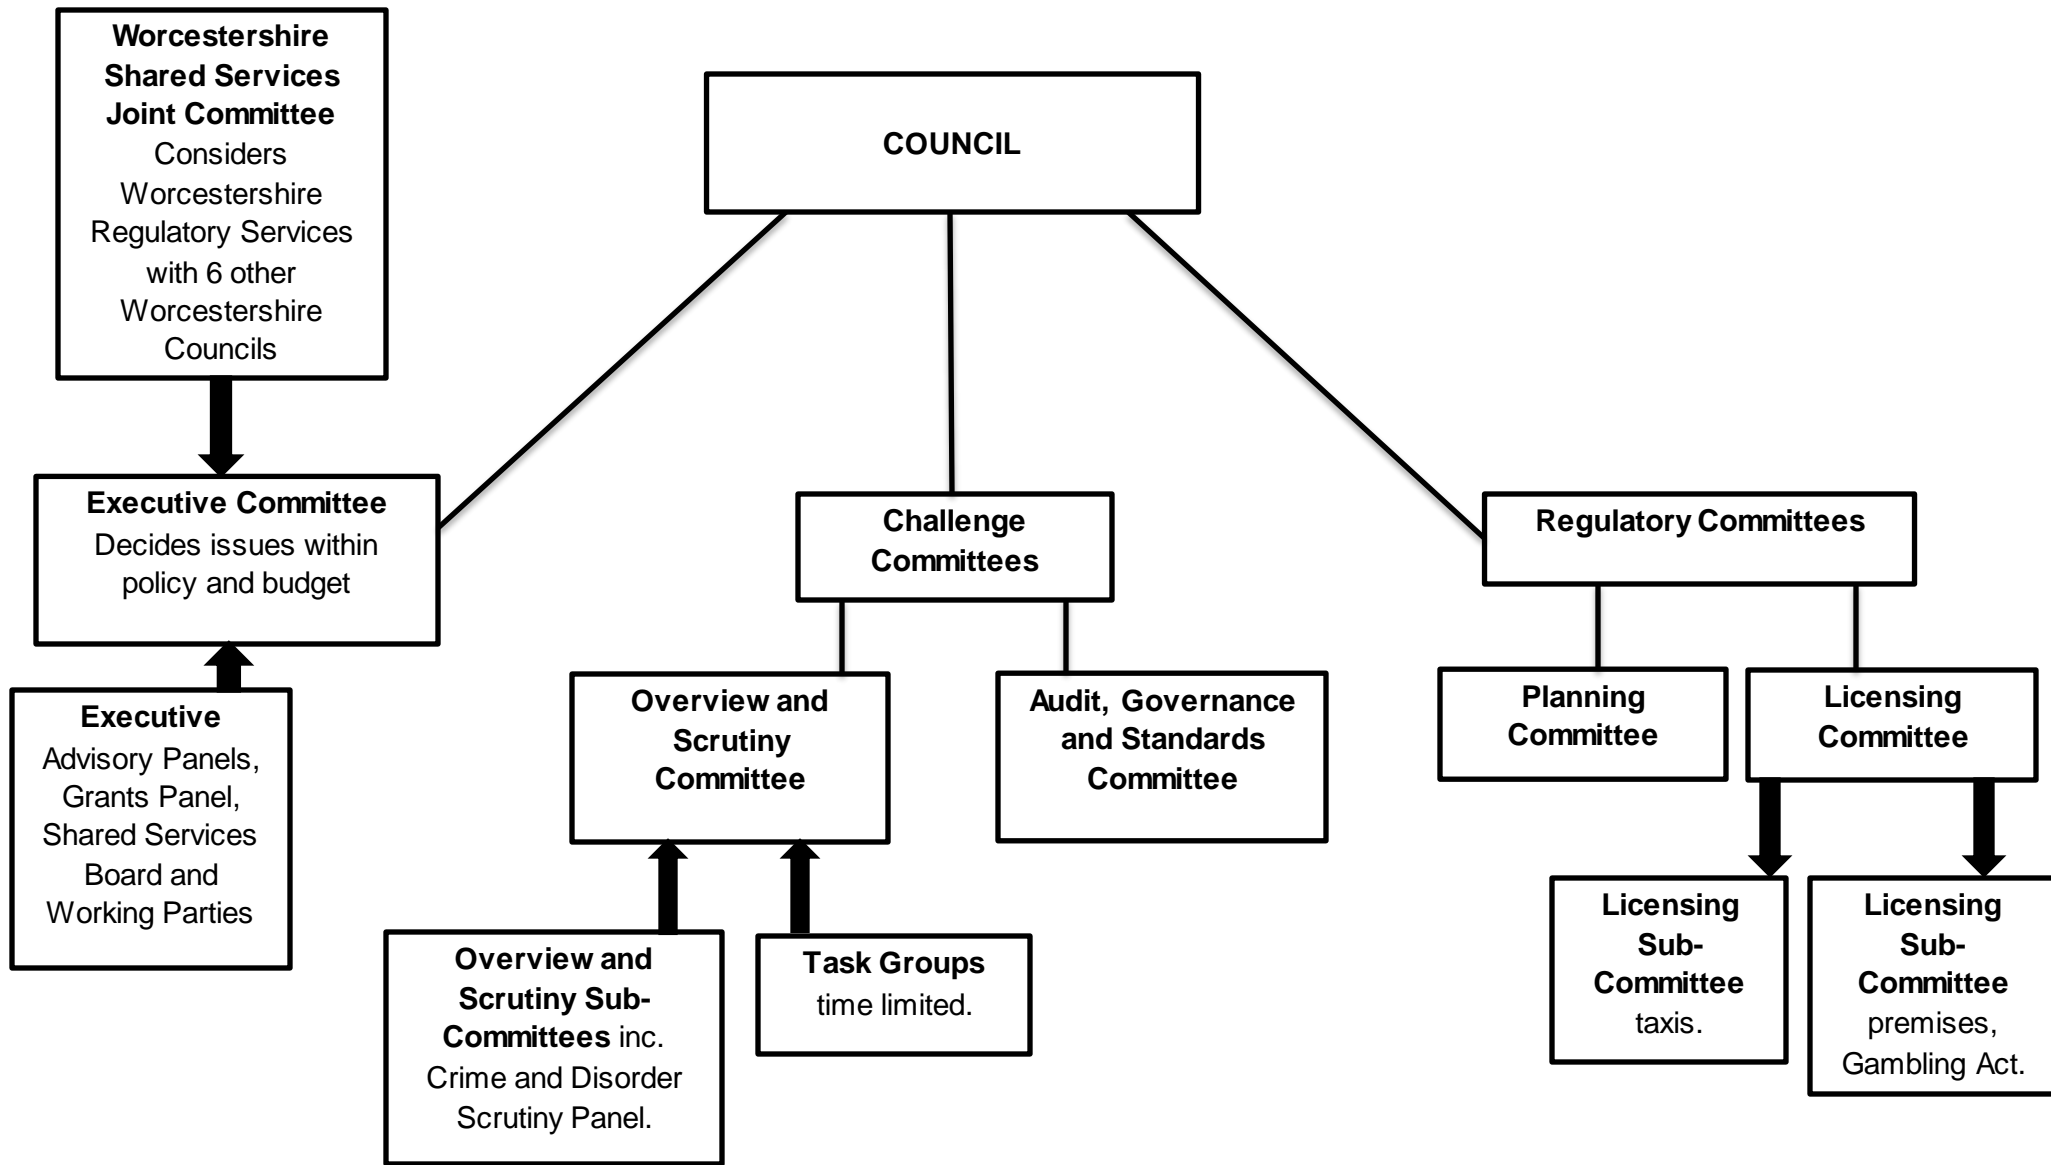 Worcestershire
Shared Services
Joint Committee
Considers
Worcestershire
Regulatory Services
with 6 other
Worcestershire
Councils
COUNCIL
Executive Committee
Decides issues within
policy and budget
Challenge
Committees
Regulatory Committees
Executive
Advisory Panels,
Grants Panel,
Shared Services
Board and
Working Parties
Overview and
Scrutiny
Committee
Audit, Governance
and Standards
Committee
Planning
Committee
Licensing
Committee
Overview and
Scrutiny Sub-
Committees inc.
Crime and Disorder
Scrutiny Panel.
Task Groups
time limited.
Licensing
Sub-
Committee
taxis.
Licensing
Sub-
Committee
premises,
Gambling Act.